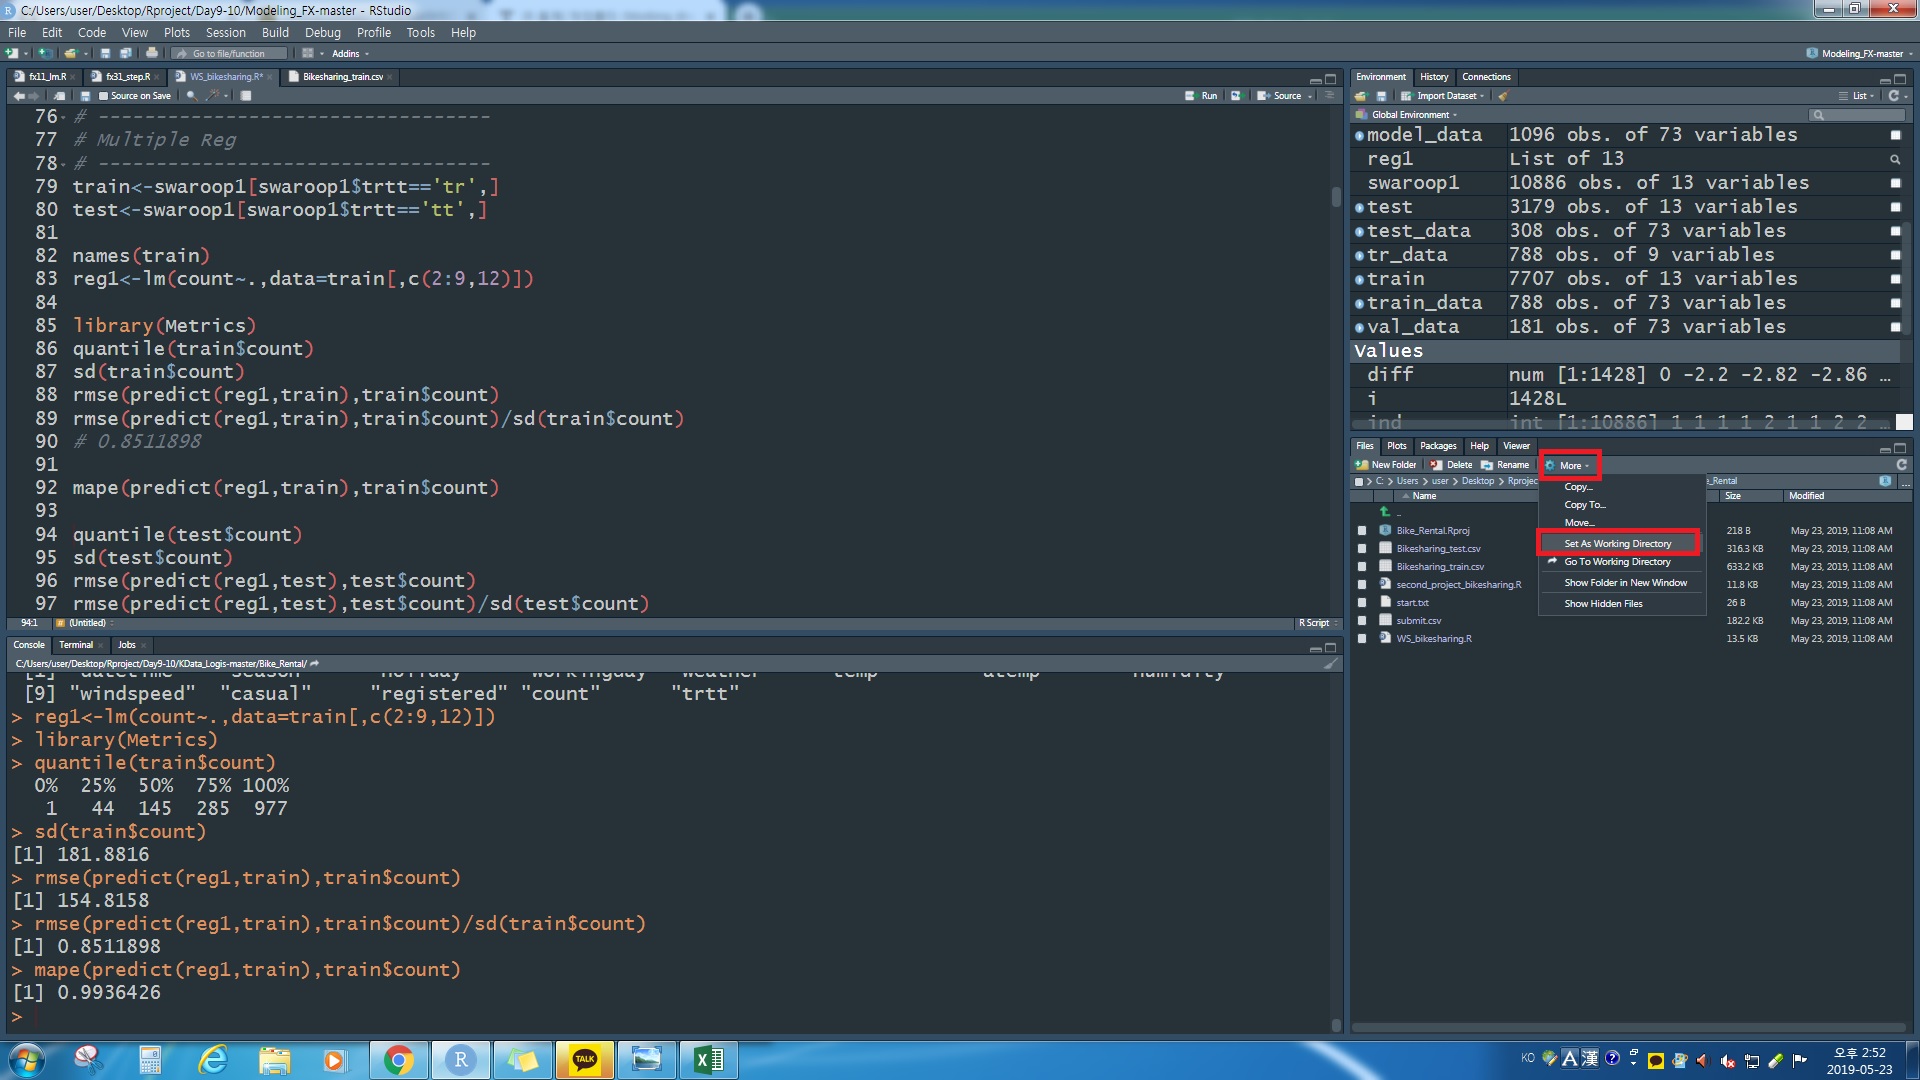 C:/Users/user/Desktop/Rproject/Day9-10/Modeling_FX-master - RStudio
File Edit Code View Plots Session Build Debug Profile Tools Help
Go to file/function Addins Modeling_FX-master
fx11_lm.R fx31_step.R WS_bikesharing.R* Bikesharing_train.csv
Source on Save Run Source
76 # ----------------------------------
77 # Multiple Reg
78 # ----------------------------------
79 train<-swaroop1[swaroop1$trtt=='tr',]
80 test<-swaroop1[swaroop1$trtt=='tt',]
81
82 names(train)
83 reg1<-lm(count~.,data=train[,c(2:9,12)])
84
85 library(Metrics)
86 quantile(train$count)
87 sd(train$count)
88 rmse(predict(reg1,train),train$count)
89 rmse(predict(reg1,train),train$count)/sd(train$count)
90 # 0.8511898
91
92 mape(predict(reg1,train),train$count)
93
94 quantile(test$count)
95 sd(test$count)
96 rmse(predict(reg1,test),test$count)
97 rmse(predict(reg1,test),test$count)/sd(test$count)
94:1 (Untitled) R Script
Console Terminal Jobs
C:/Users/user/Desktop/Rproject/Day9-10/KData_Logis-master/Bike_Rental/
[1] "datetime" "season" "holiday" "workingday" "weather" "temp" "atemp" "humidity"
[9] "windspeed" "casual" "registered" "count" "trtt"
> reg1<-lm(count~.,data=train[,c(2:9,12)])
> library(Metrics)
> quantile(train$count)
0% 25% 50% 75% 100%
1 44 145 285 977
> sd(train$count)
[1] 181.8816
> rmse(predict(reg1,train),train$count)
[1] 154.8158
> rmse(predict(reg1,train),train$count)/sd(train$count)
[1] 0.8511898
> mape(predict(reg1,train),train$count)
[1] 0.9936426
>
Environment History Connections
Import Dataset List
Global Environment
model_data 1096 obs. of 73 variables
reg1 List of 13
swaroop1 10886 obs. of 13 variables
test 3179 obs. of 13 variables
test_data 308 obs. of 73 variables
tr_data 788 obs. of 9 variables
train 7707 obs. of 13 variables
train_data 788 obs. of 73 variables
val_data 181 obs. of 73 variables
Values
diff num [1:1428] 0 -2.2 -2.82 -2.86 ...
i 1428L
ind int [1:10886] 1 1 1 1 2 1 1 2 2 ...
Files Plots Packages Help Viewer
New Folder Delete Rename More
C: > Users > user > Desktop > Rprojec _Rental
Name Size Modified
..
Bike_Rental.Rproj 218 B May 23, 2019, 11:08 AM
Bikesharing_test.csv 316.3 KB May 23, 2019, 11:08 AM
Bikesharing_train.csv 633.2 KB May 23, 2019, 11:08 AM
second_project_bikesharing.R 11.8 KB May 23, 2019, 11:08 AM
start.txt 26 B May 23, 2019, 11:08 AM
submit.csv 182.2 KB May 23, 2019, 11:08 AM
WS_bikesharing.R 13.5 KB May 23, 2019, 11:08 AM
Copy...
Copy To...
Move...
Set As Working Directory
Go To Working Directory
Show Folder in New Window
Show Hidden Files
TALK
KO A 漢
오후 2:52
2019-05-23